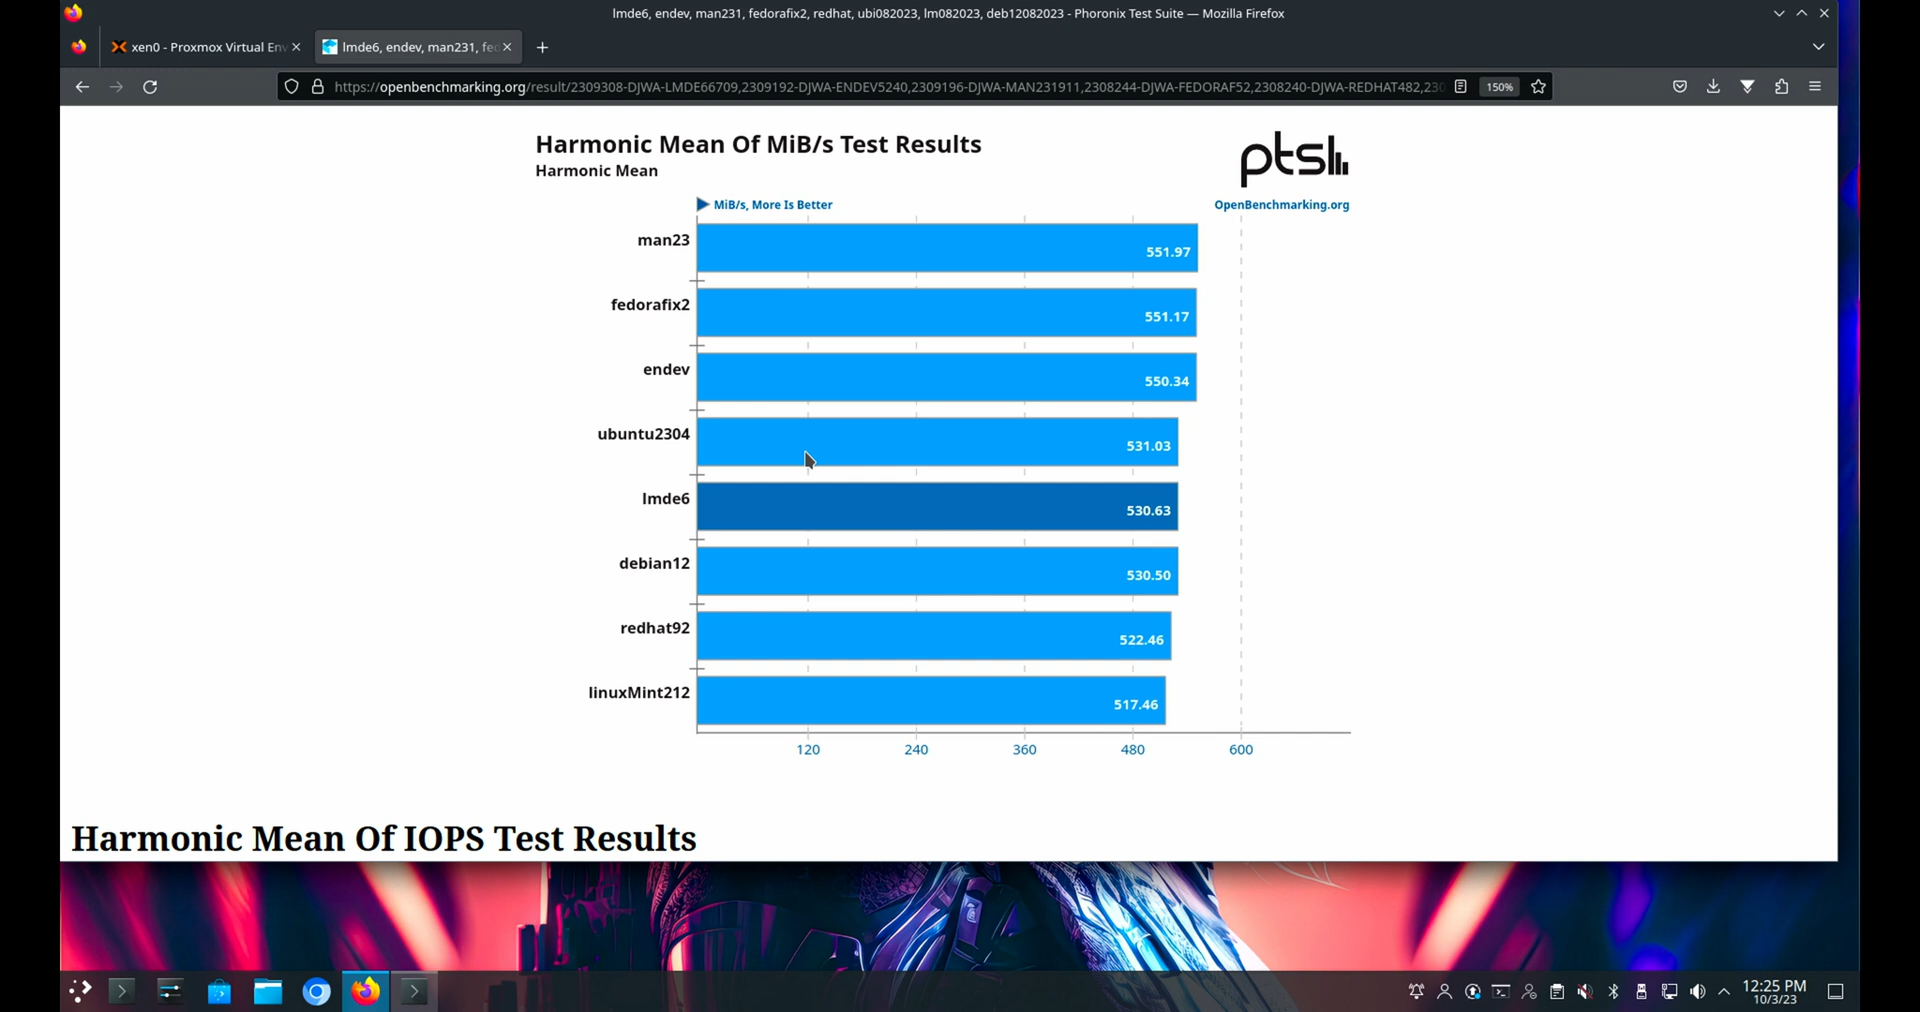 lmde6, endev, man231, fedorafix2, redhat, ubi082023, lm082023, deb12082023 - Phoronix Test Suite — Mozilla Firefox
xen0 - Proxmox Virtual Env
lmde6, endev, man231, fed
https://openbenchmarking.org/result/2309308-DJWA-LMDE66709,2309192-DJWA-ENDEV5240,2309196-DJWA-MAN231911,2308244-DJWA-FEDORAF52,2308240-DJWA-REDHAT482,230
150%
Harmonic Mean Of MiB/s Test Results
Harmonic Mean
ptsl
MiB/s, More Is Better
OpenBenchmarking.org
man23 551.97
fedorafix2 551.17
endev 550.34
ubuntu2304 531.03
lmde6 530.63
debian12 530.50
redhat92 522.46
linuxMint212 517.46
120 240 360 480 600
Harmonic Mean Of IOPS Test Results
12:25 PM
10/3/23